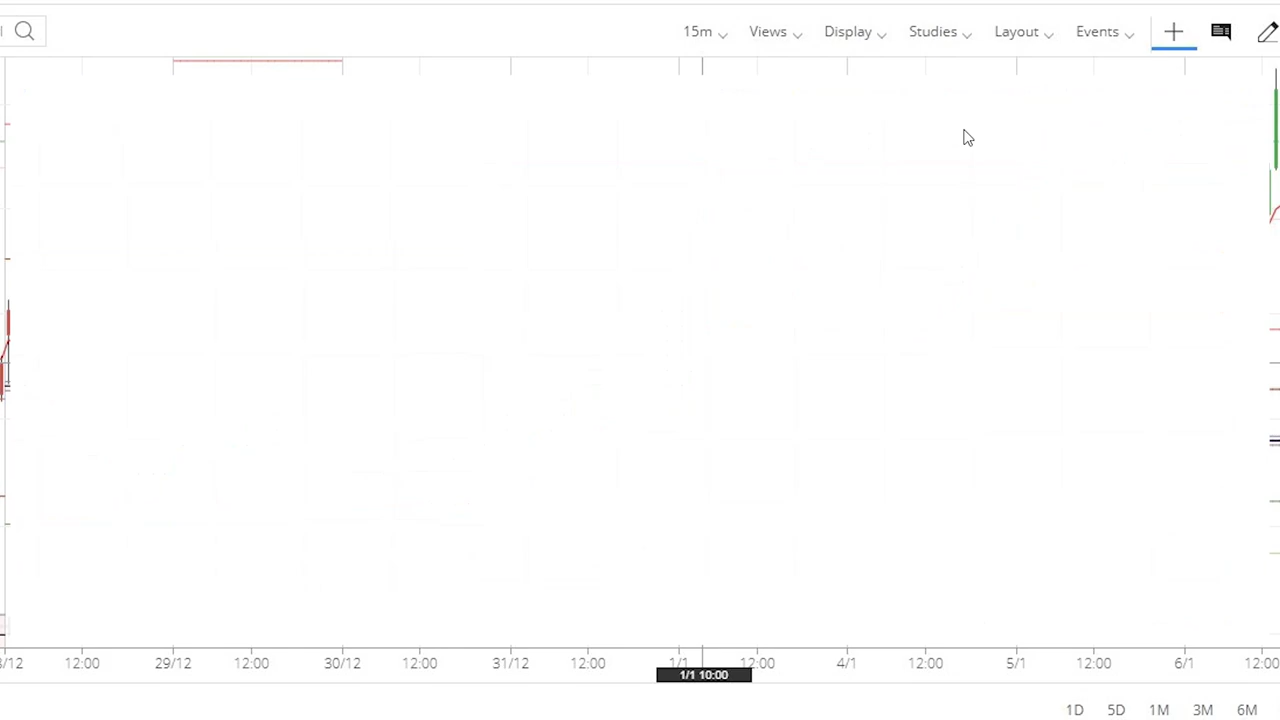 15m Views Display Studies Layout Events
/12 12:00 29/12 12:00 30/12 12:00 31/12 12:00 1/1 12:00 4/1 12:00 5/1 12:00 6/1 12:00
1/1 10:00
1D 5D 1M 3M 6M